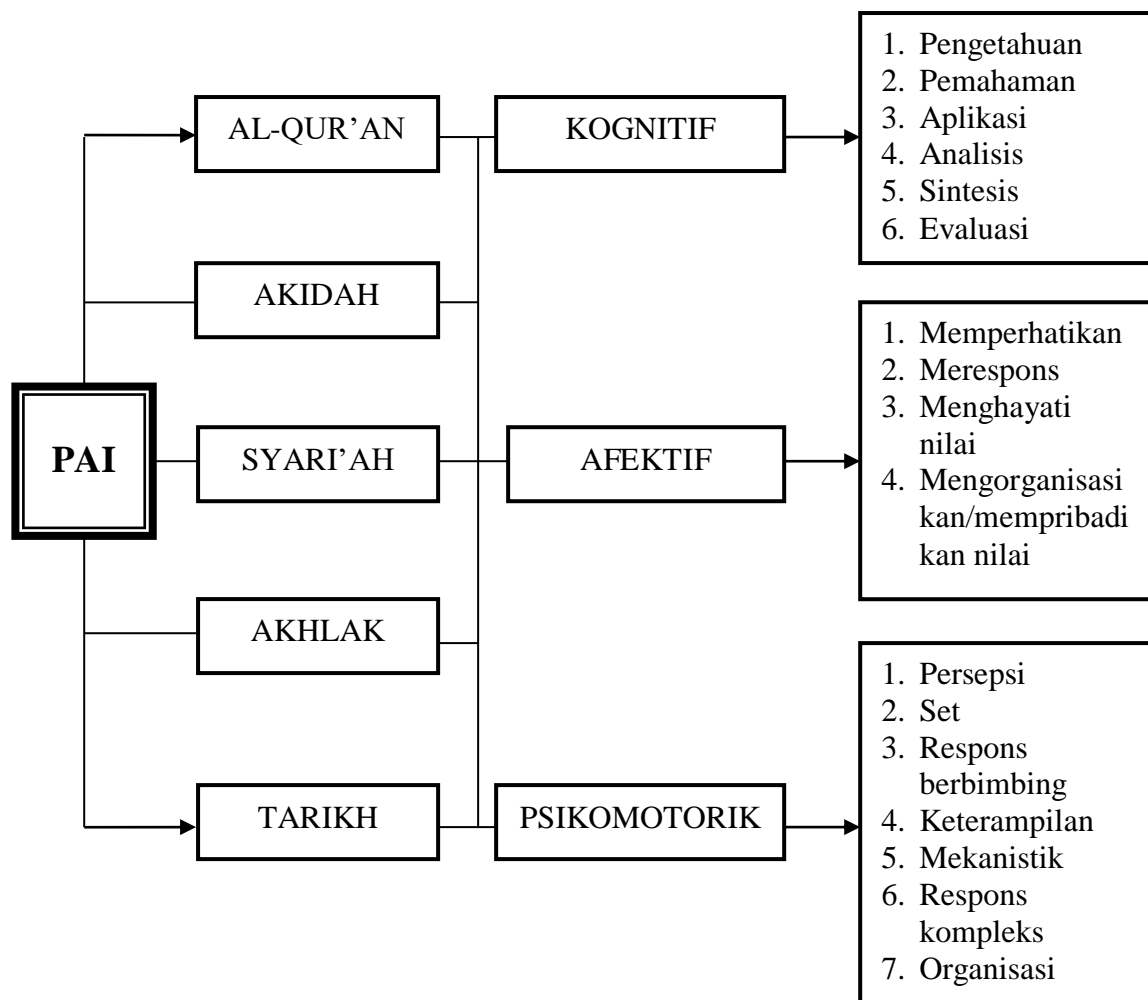 PAI
AL-QUR’AN
AKIDAH
SYARI’AH
AKHLAK
TARIKH
KOGNITIF
AFEKTIF
PSIKOMOTORIK
1. Pengetahuan
2. Pemahaman
3. Aplikasi
4. Analisis
5. Sintesis
6. Evaluasi
1. Memperhatikan
2. Merespons
3. Menghayati
nilai
4. Mengorganisasi
kan/mempribadi
kan nilai
1. Persepsi
2. Set
3. Respons
berbimbing
4. Keterampilan
5. Mekanistik
6. Respons
kompleks
7. Organisasi